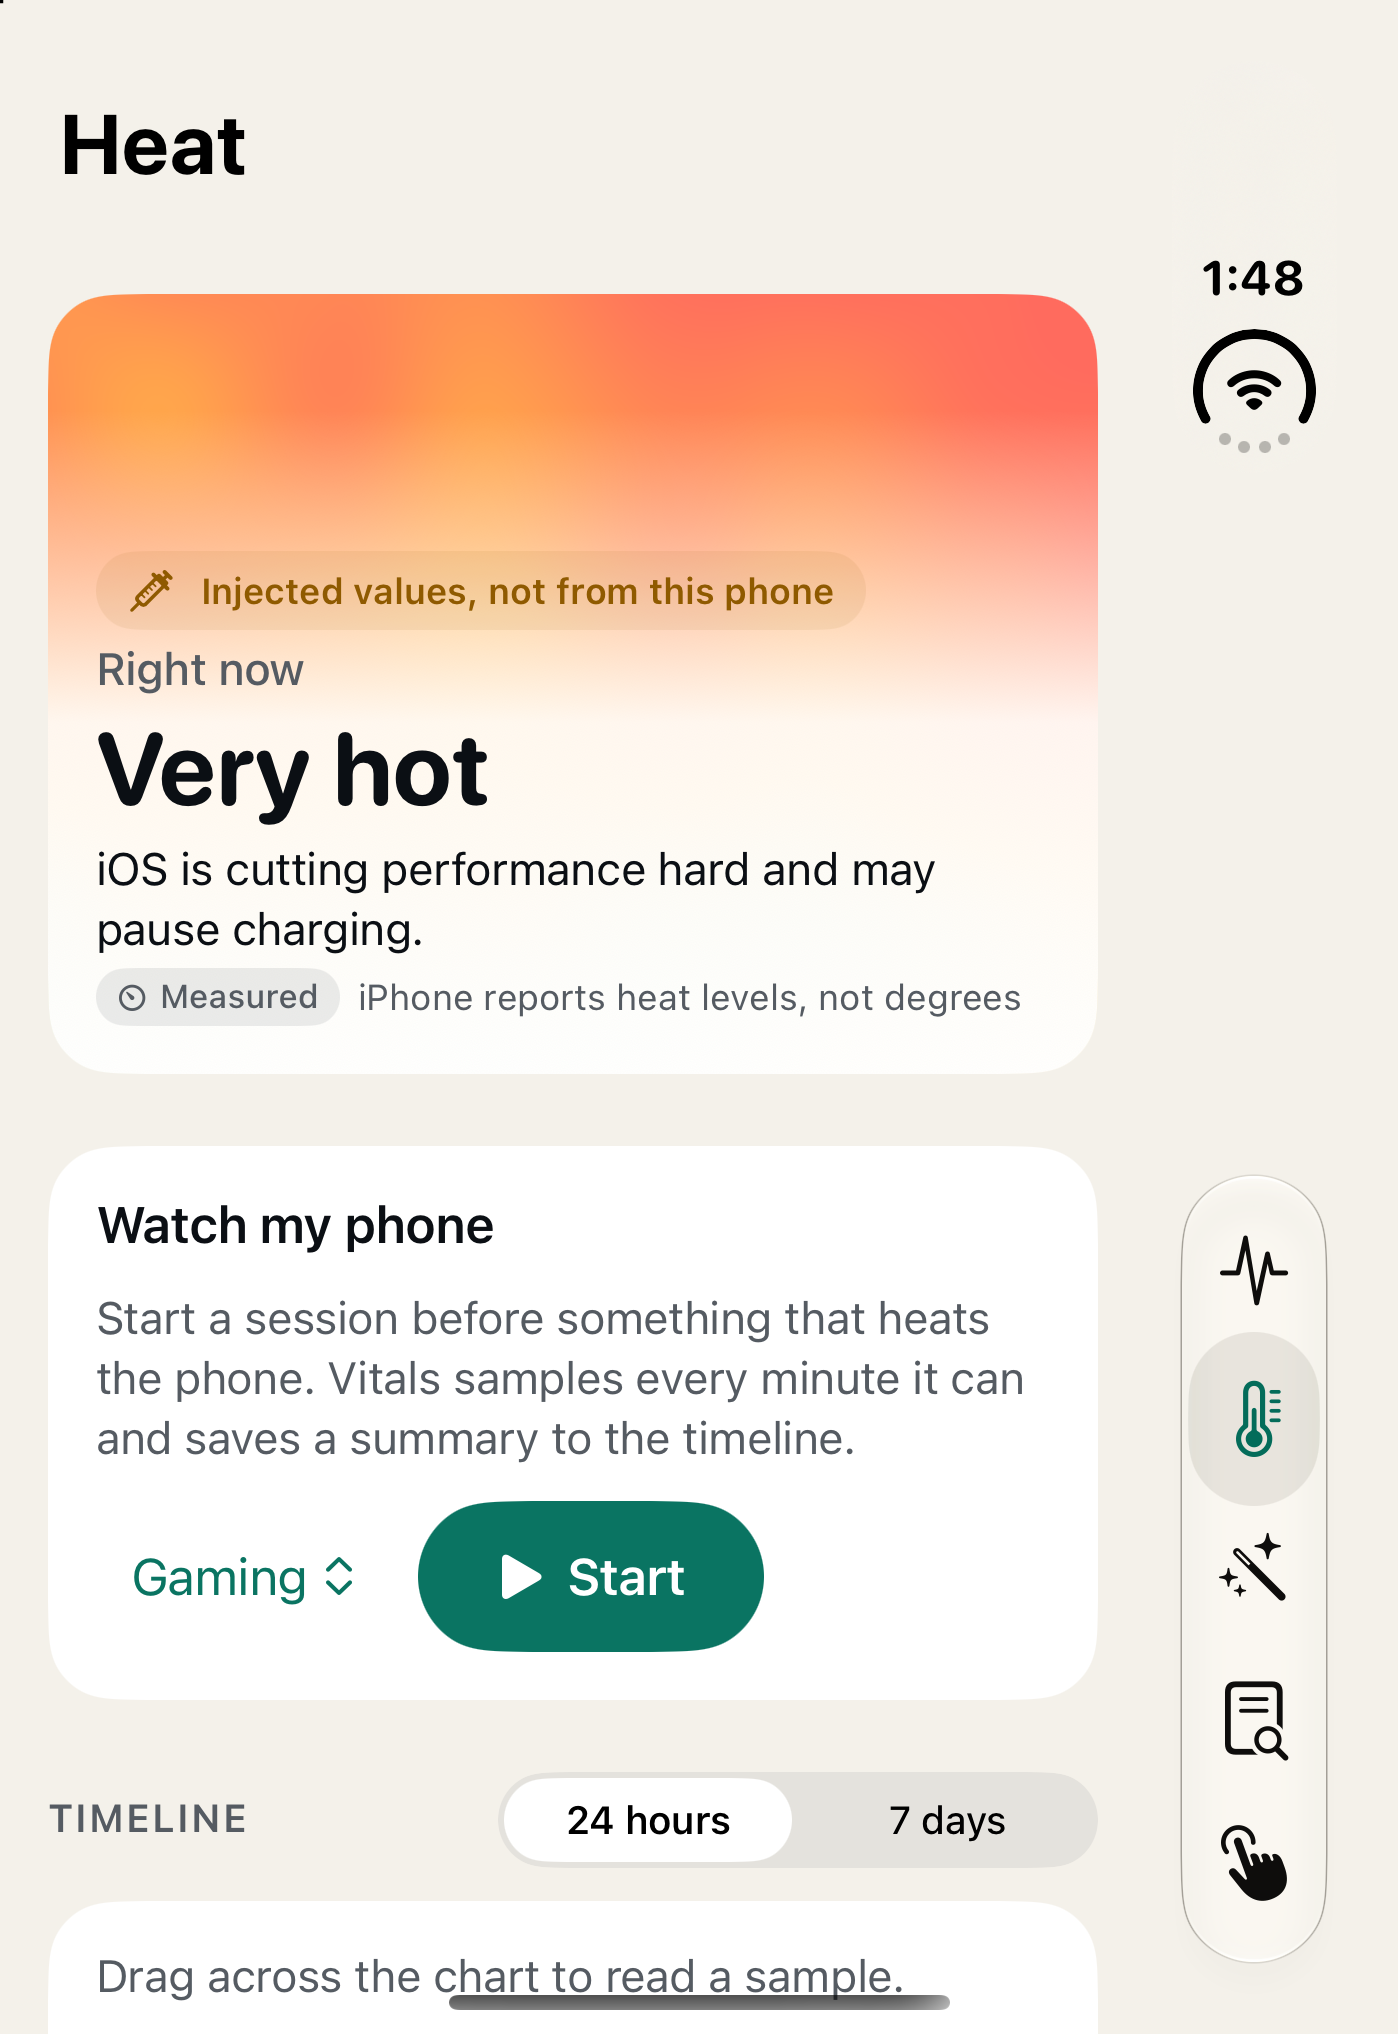 Heat
1:48
Injected values, not from this phone
Right now
Very hot
iOS is cutting performance hard and may
pause charging.
Measured iPhone reports heat levels, not degrees
Watch my phone
Start a session before something that heats
the phone. Vitals samples every minute it can
and saves a summary to the timeline.
Gaming Start
TIMELINE 24 hours 7 days
Drag across the chart to read a sample.